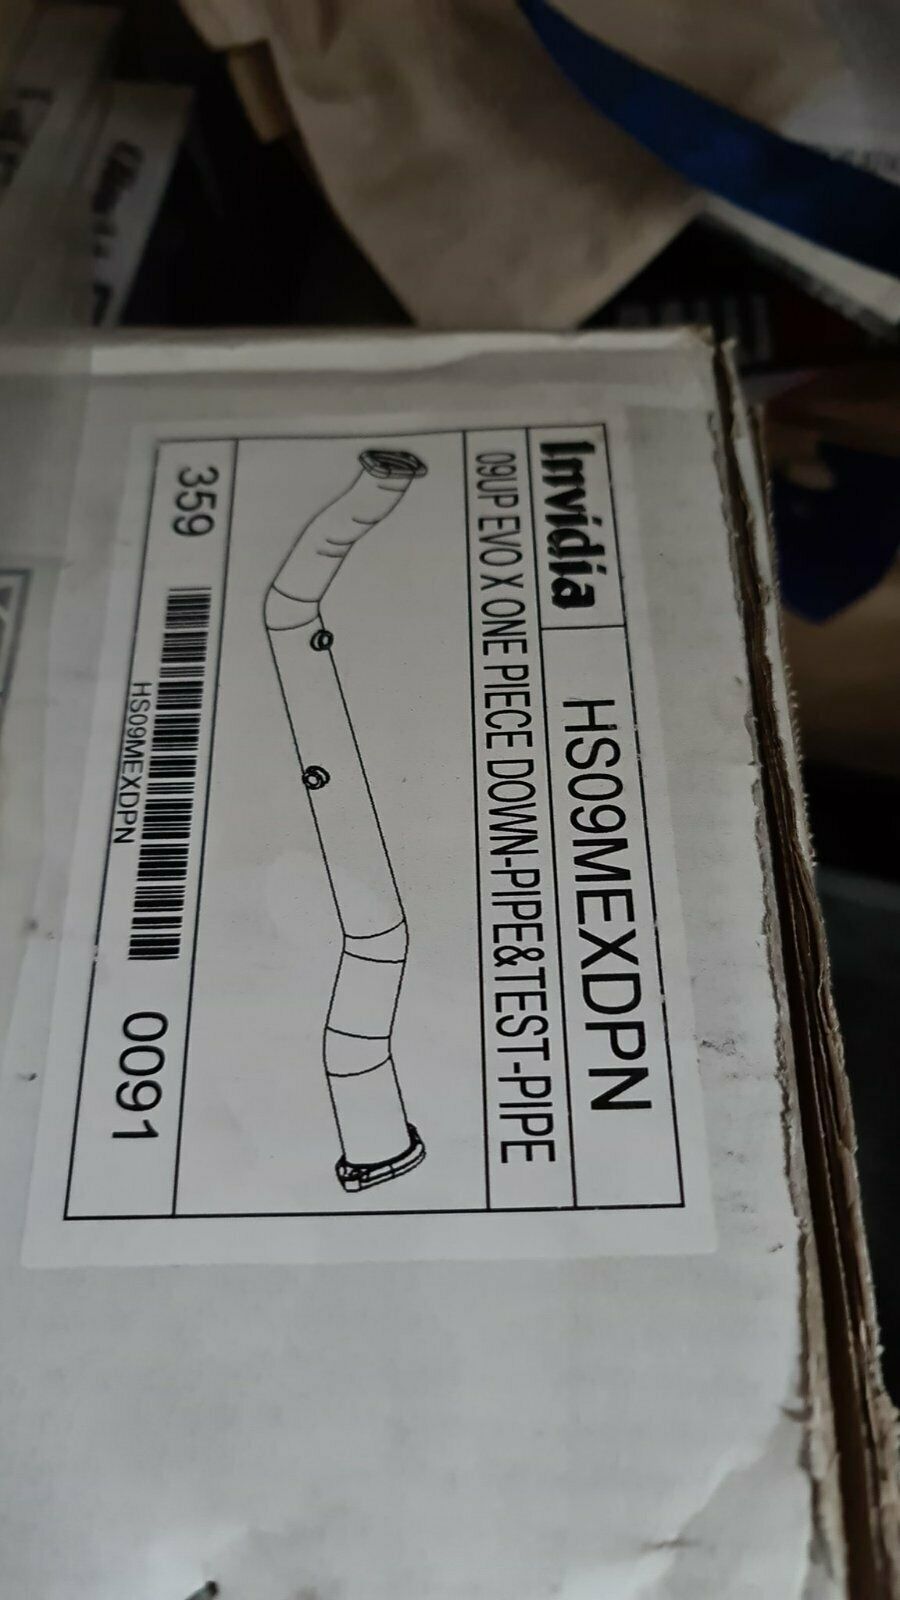 Invidia
HS09MEXDPN
09UP EVO X ONE PIECE DOWN-PIPE&TEST-PIPE
359
0091
HS09MEXDPN